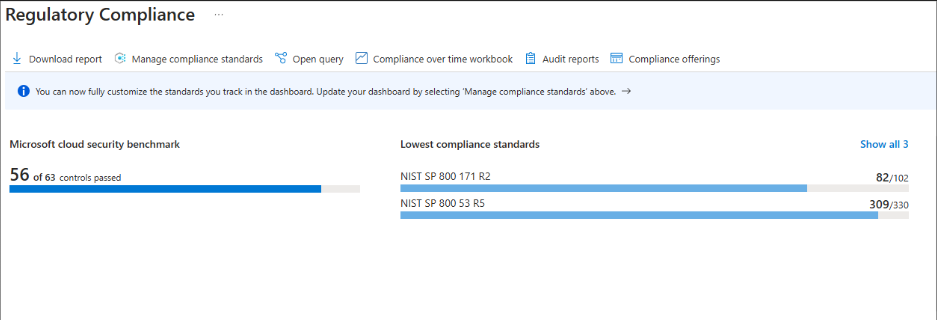 Regulatory Compliance ...
Download report Manage compliance standards Open query Compliance over time workbook Audit reports Compliance offerings
You can now fully customize the standards you track in the dashboard. Update your dashboard by selecting 'Manage compliance standards' above. →
Microsoft cloud security benchmark
56 of 63 controls passed
Lowest compliance standards Show all 3
NIST SP 800 171 R2 82/102
NIST SP 800 53 R5 309/330